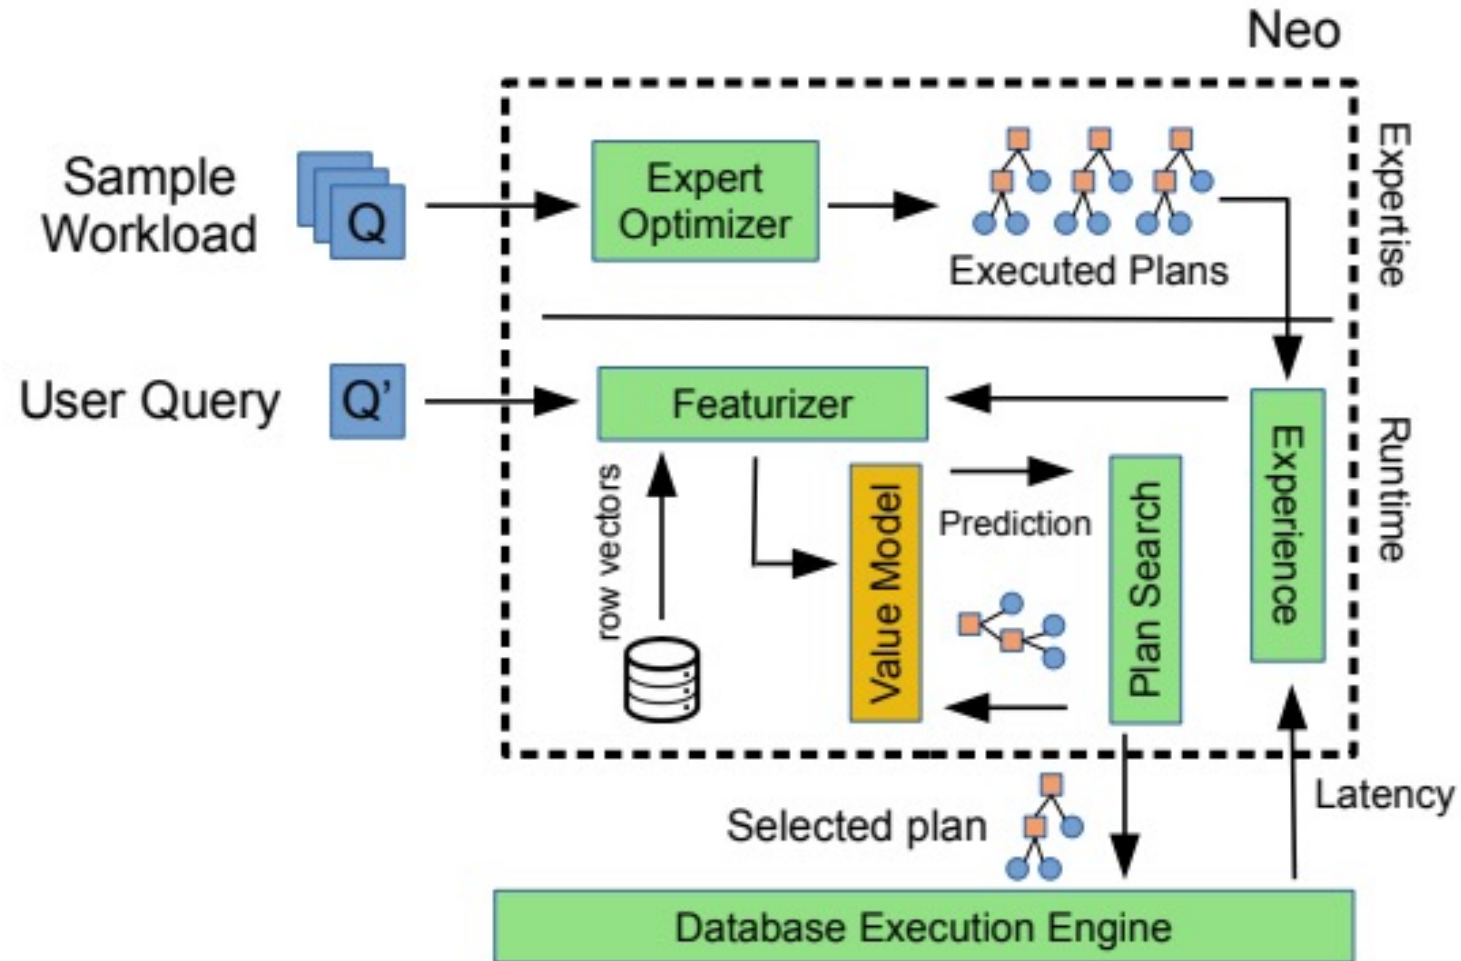 Neo
Sample
Workload
Q
Expert
Optimizer
Executed Plans
Expertise
User Query
Q’
Featurizer
Runtime
row vectors
Value Model
Prediction
Plan Search
Experience
Selected plan
Latency
Database Execution Engine